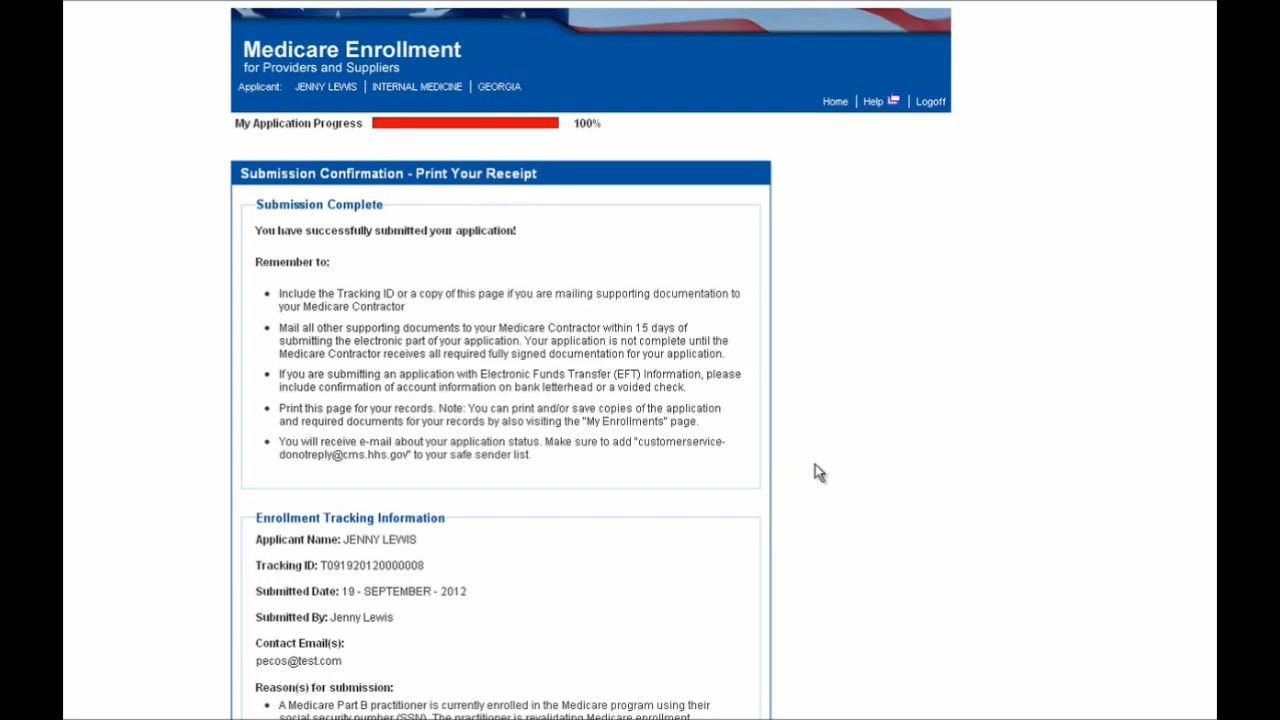 Medicare Enrollment
for Providers and Suppliers
Applicant: JENNY LEWIS | INTERNAL MEDICINE | GEORGIA
Home | Help | Logoff
My Application Progress 100%
Submission Confirmation - Print Your Receipt
Submission Complete
You have successfully submitted your application!
Remember to:
• Include the Tracking ID or a copy of this page if you are mailing supporting documentation to
your Medicare Contractor
• Mail all other supporting documents to your Medicare Contractor within 15 days of
submitting the electronic part of your application. Your application is not complete until the
Medicare Contractor receives all required fully signed documentation for your application.
• If you are submitting an application with Electronic Funds Transfer (EFT) Information, please
include confirmation of account information on bank letterhead or a voided check.
• Print this page for your records. Note: You can print and/or save copies of the application
and required documents for your records by also visiting the "My Enrollments" page.
• You will receive e-mail about your application status. Make sure to add "customerservice-
donotreply@cms.hhs.gov" to your safe sender list.
Enrollment Tracking Information
Applicant Name: JENNY LEWIS
Tracking ID: T091920120000008
Submitted Date: 19 - SEPTEMBER - 2012
Submitted By: Jenny Lewis
Contact Email(s):
pecos@test.com
Reason(s) for submission:
• A Medicare Part B practitioner is currently enrolled in the Medicare program using their
social security number (SSN). The practitioner is revalidating Medicare enrollment